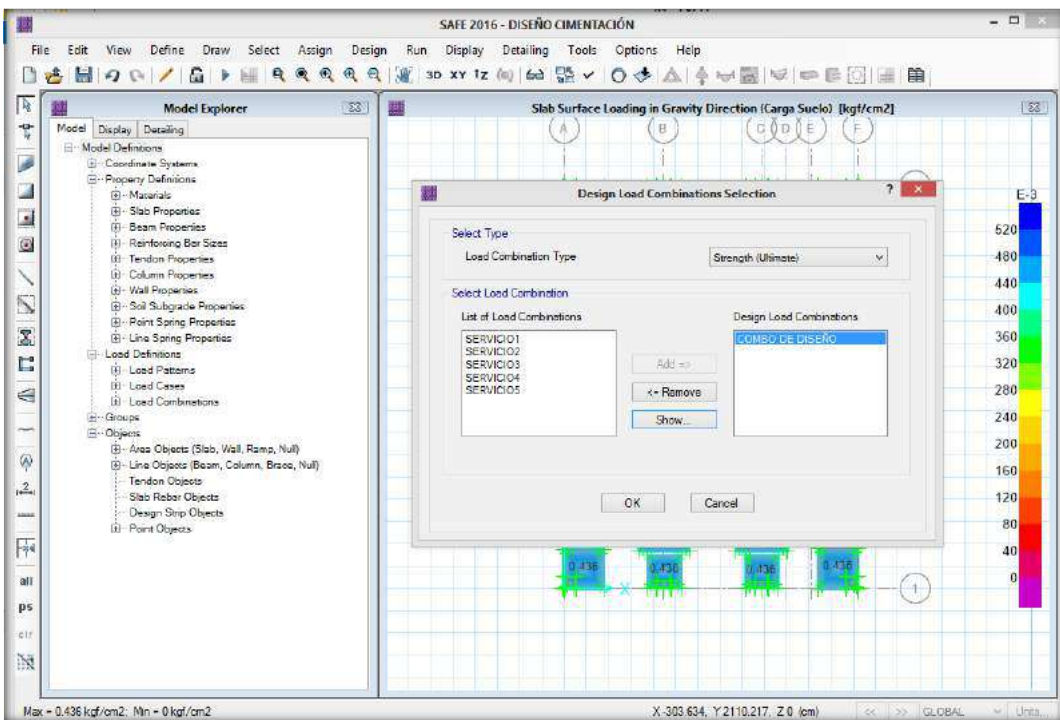 SAFE 2016 - DISEÑO CIMENTACIÓN
File Edit View Define Draw Select Assign Design Run Display Detailing Tools Options Help
3D XY TZ
Model Explorer
Model Display Detailing
Model Definitions
Coordinate Systems
Property Definitions
Materials
Slab Properties
Beam Properties
Reinforcing Bar Sizes
Tendon Properties
Column Properties
Wall Properties
Soil Subgrade Properties
Point Spring Properties
Line Spring Properties
Load Definitions
Load Patterns
Load Cases
Load Combinations
Groups
Objects
Area Objects (Slab, Wall, Ramp, Null)
Line Objects (Beam, Column, Brace, Null)
Tendon Objects
Slab Rebar Objects
Design Strip Objects
Point Objects
all
ps
clr
Slab Surface Loading in Gravity Direction (Carga Suelo) [kgf/cm2]
A B C D E F
Design Load Combinations Selection
?
Select Type
Load Combination Type
Strength (Ultimate)
Select Load Combination
List of Load Combinations
SERVICIO1
SERVICIO2
SERVICIO3
SERVICIO4
SERVICIO5
Add =>
<- Remove
Show...
Design Load Combinations
COMBO DE DISEÑO
OK
Cancel
0.436 0.436 0.436 0.436
X
1
E-3
520
480
440
400
360
320
280
240
200
160
120
80
40
0
Max = 0.436 kgf/cm2; Min = 0 kgf/cm2
X -303.634, Y 2110.217, Z 0 (cm)
<< >> GLOBAL Units...